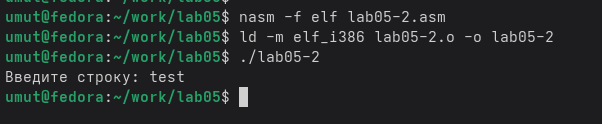 umut@fedora:~/work/lab05$ nasm -f elf lab05-2.asm
umut@fedora:~/work/lab05$ ld -m elf_i386 lab05-2.o -o lab05-2
umut@fedora:~/work/lab05$ ./lab05-2
Введите строку: test
umut@fedora:~/work/lab05$